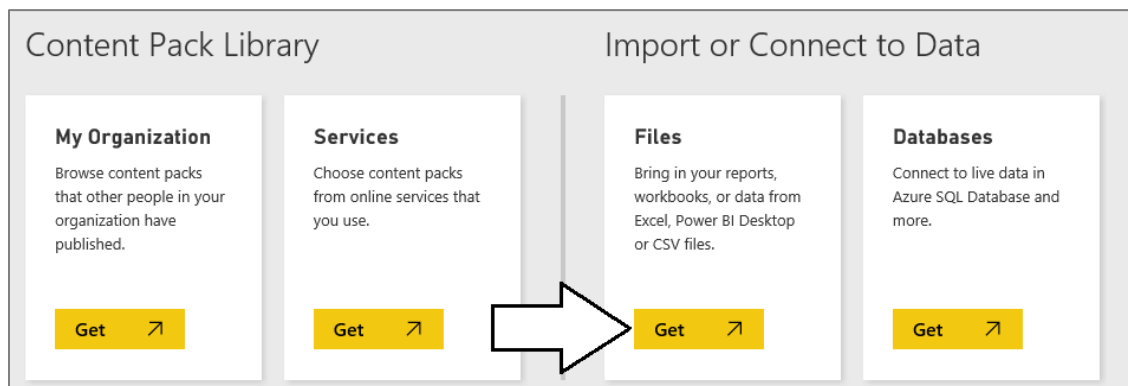 Content Pack Library
My Organization
Browse content packs
that other people in your
organization have
published.
Get
Services
Choose content packs
from online services that
you use.
Get
Import or Connect to Data
Files
Bring in your reports,
workbooks, or data from
Excel, Power BI Desktop
or CSV files.
Get
Databases
Connect to live data in
Azure SQL Database and
more.
Get